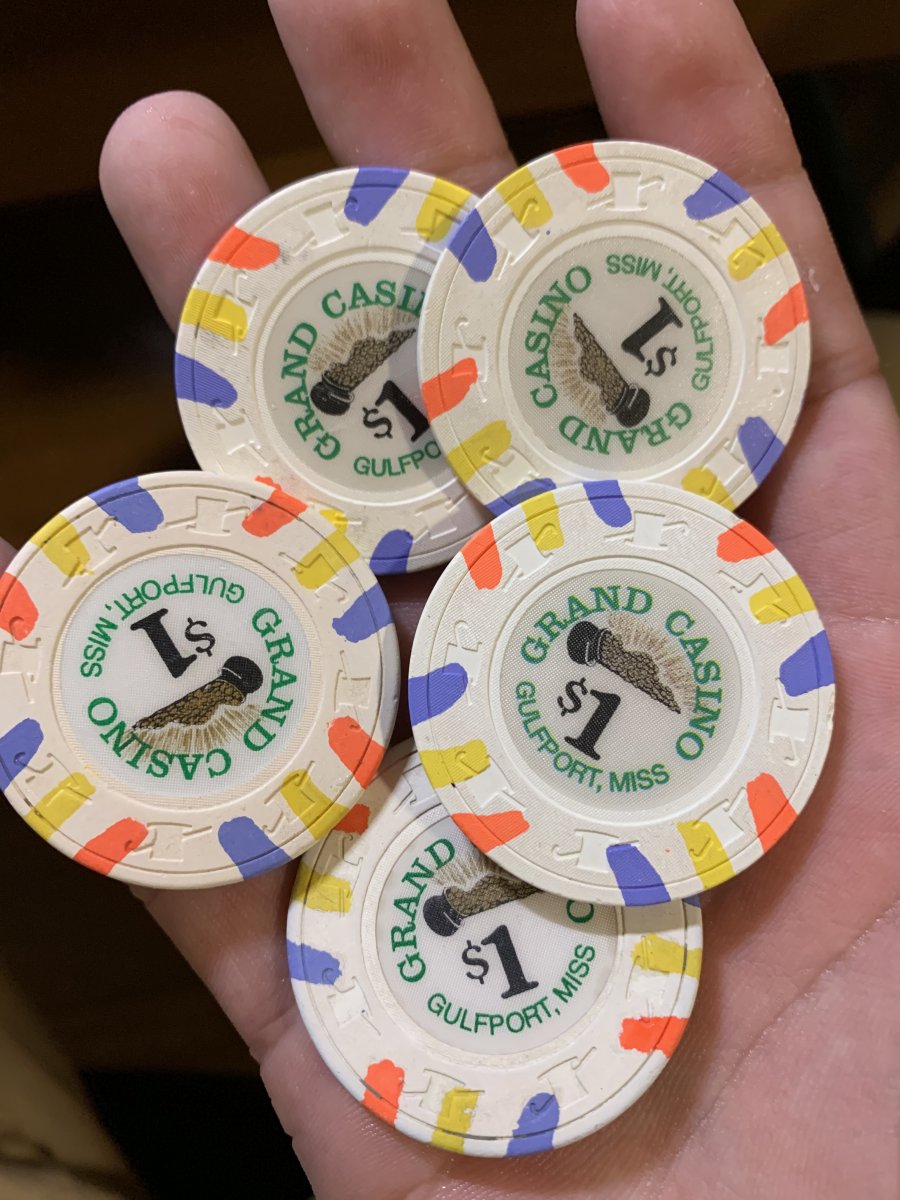 GRAND CASINO
$1
GULFPO
GRAND CASINO
$1
GULFPORT, MISS
GRAND CASINO
$1
GULFPORT, MISS
GRAND CASINO
$1
GULFPORT, MISS
GRAND C
$1
GULFPORT, MISS